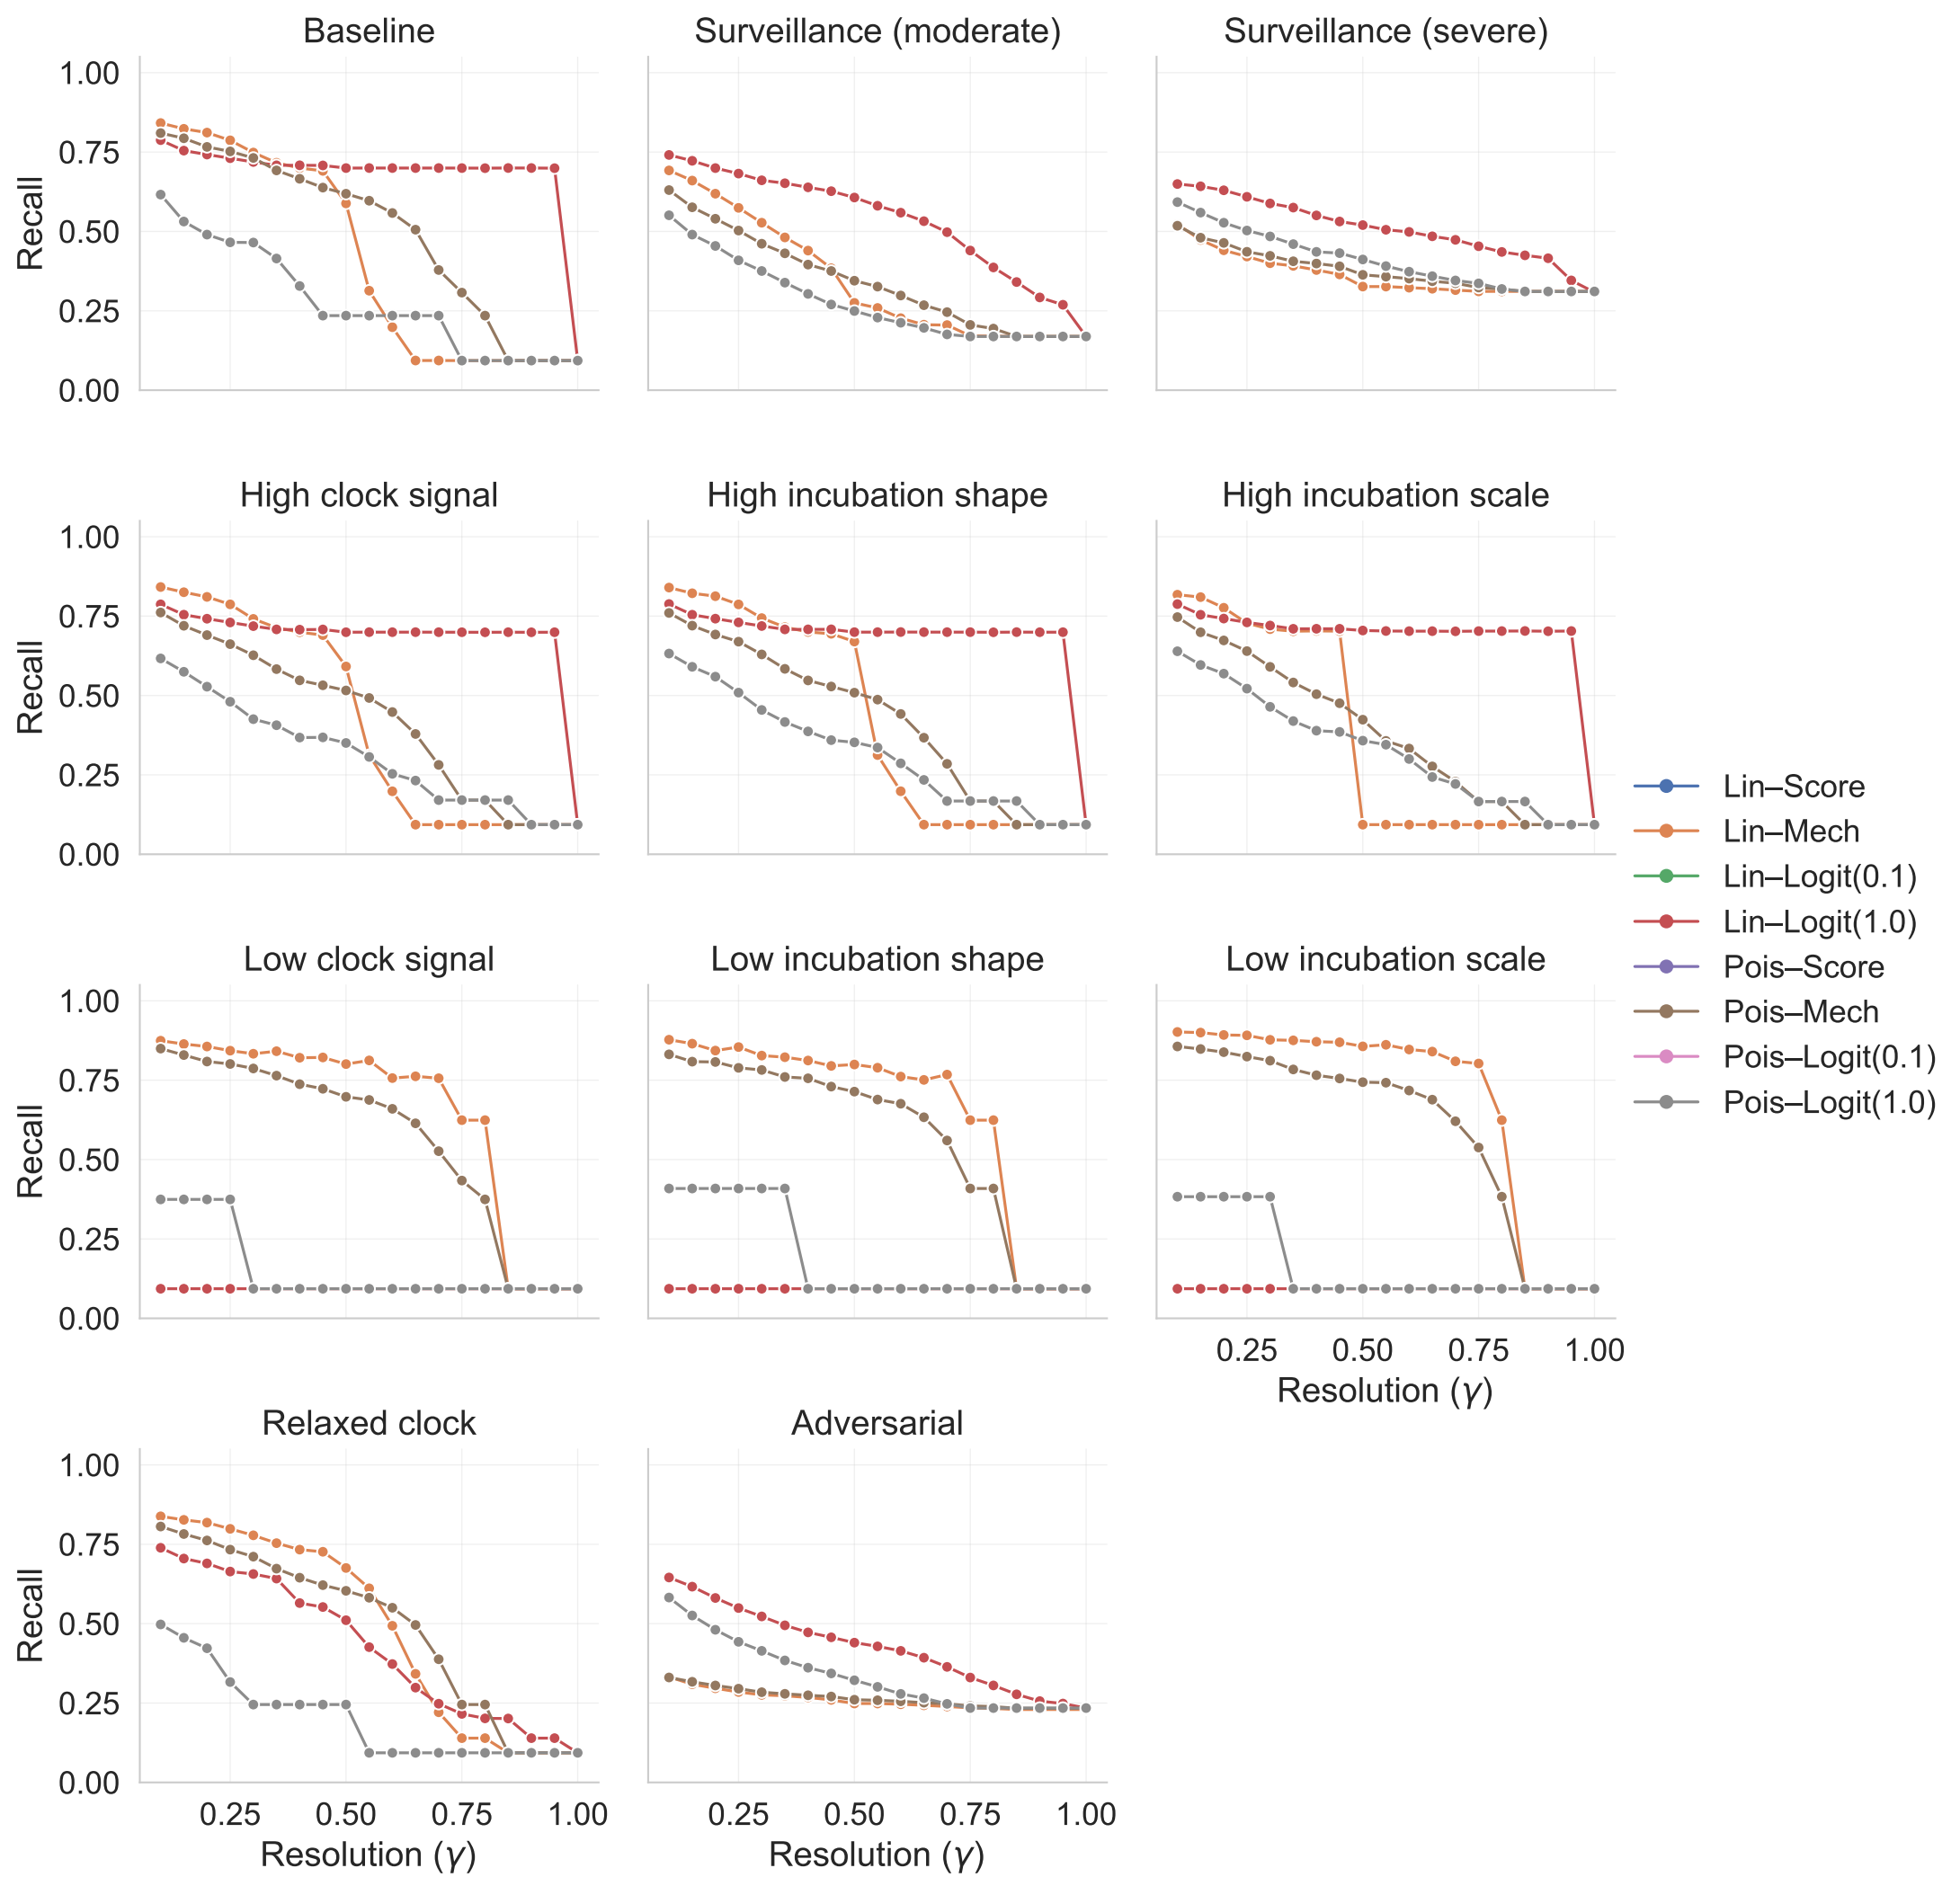 Baseline
Surveillance (moderate)
Surveillance (severe)
1.00
0.75
0.50
0.25
0.00
Recall
High clock signal
High incubation shape
High incubation scale
1.00
0.75
0.50
0.25
0.00
Recall
Low clock signal
Low incubation shape
Low incubation scale
1.00
0.75
0.50
0.25
0.00
Recall
0.25 0.50 0.75 1.00
Resolution (γ)
Relaxed clock
Adversarial
1.00
0.75
0.50
0.25
0.00
Recall
0.25 0.50 0.75 1.00
Resolution (γ)
0.25 0.50 0.75 1.00
Resolution (γ)
Lin–Score
Lin–Mech
Lin–Logit(0.1)
Lin–Logit(1.0)
Pois–Score
Pois–Mech
Pois–Logit(0.1)
Pois–Logit(1.0)